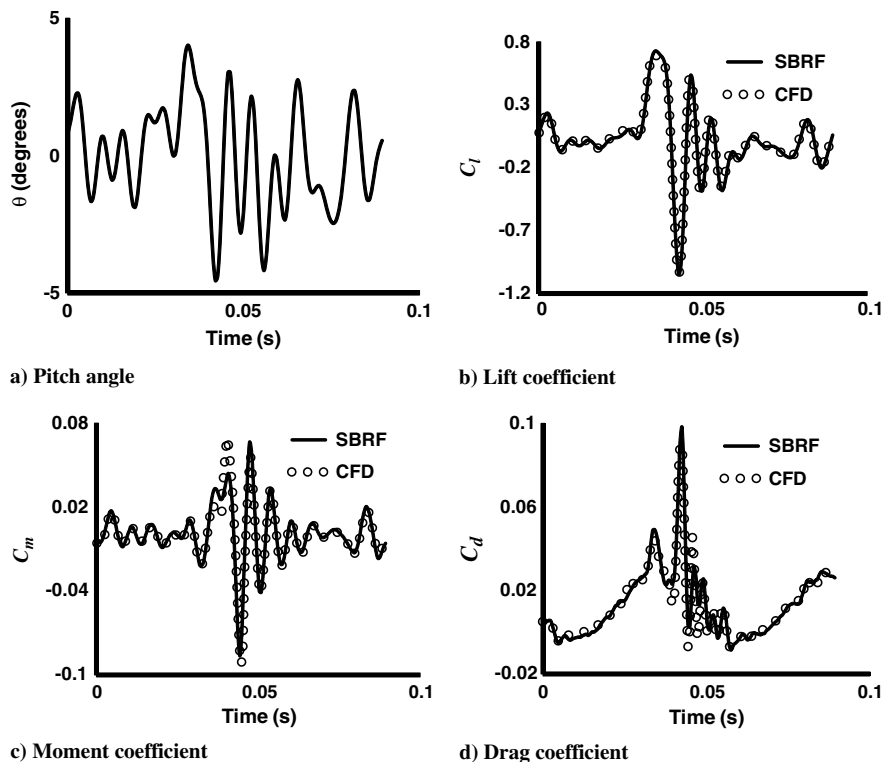 5
0
-5
θ (degrees)
0
0.05
0.1
Time (s)
a) Pitch angle
0.8
0.3
-0.2
-0.7
-1.2
C_l
SBRF
CFD
0
0.05
0.1
Time (s)
b) Lift coefficient
0.08
0.02
-0.04
-0.1
C_m
SBRF
CFD
0
0.05
0.1
Time (s)
c) Moment coefficient
0.1
0.06
0.02
-0.02
C_d
SBRF
CFD
0
0.05
0.1
Time (s)
d) Drag coefficient